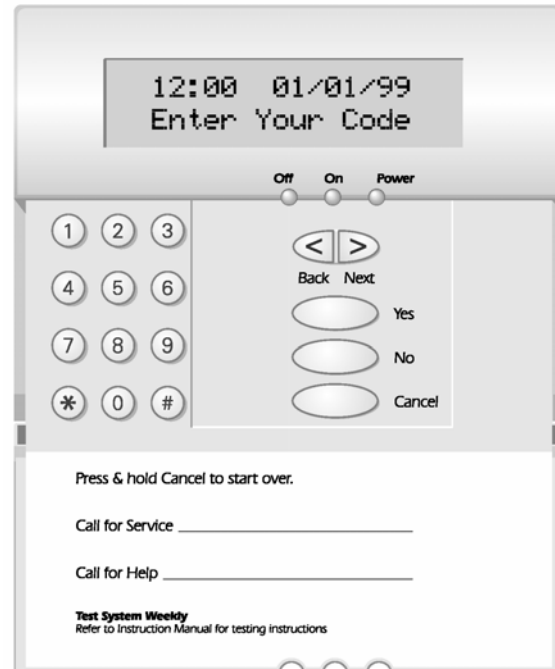 12:00 01/01/99
Enter Your Code
Off On Power
1 2 3
< >
Back Next
4 5 6
Yes
7 8 9
No
* 0 #
Cancel
Press & hold Cancel to start over.
Call for Service
Call for Help
Test System Weekly
Refer to Instruction Manual for testing instructions